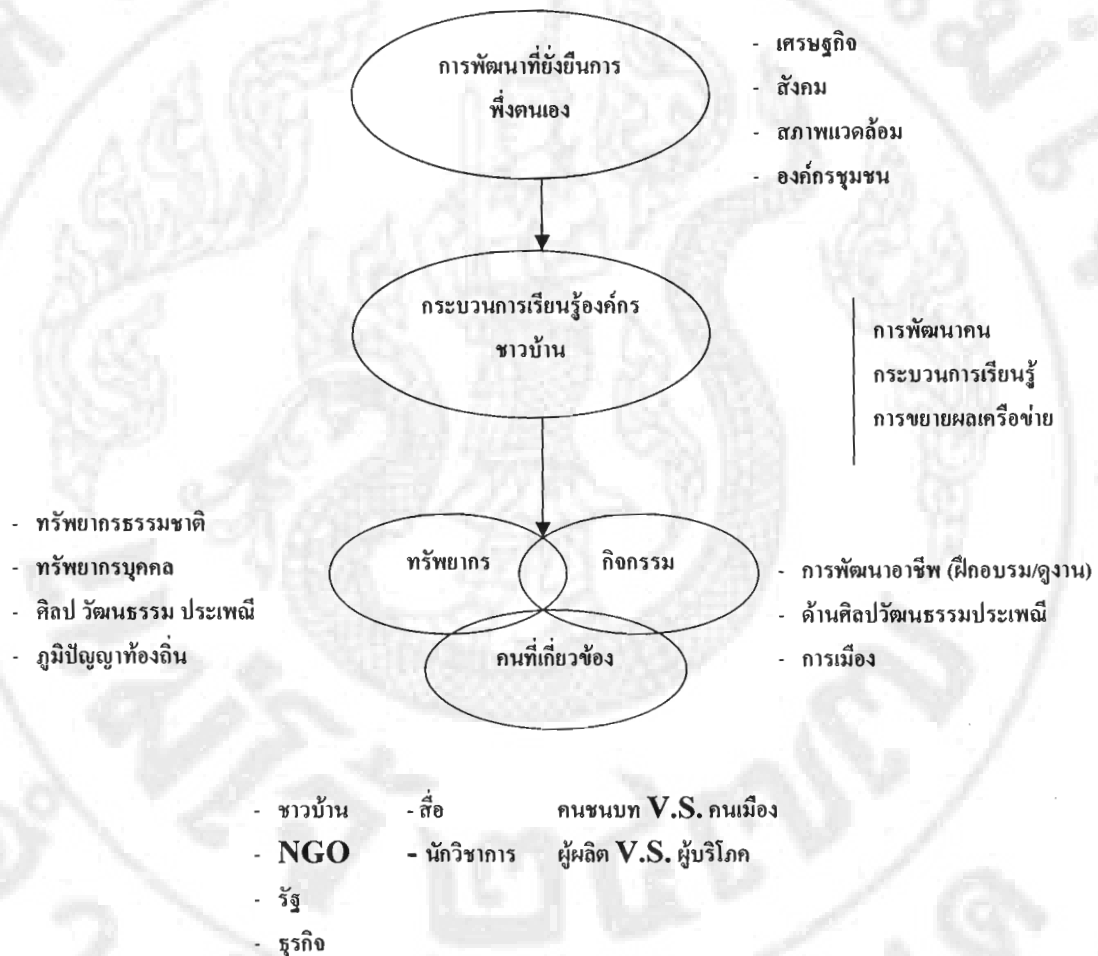 การพัฒนาที่ยั่งยืนการ
พึ่งตนเอง
- เศรษฐกิจ
- สังคม
- สภาพแวดล้อม
- องค์กรชุมชน
กระบวนการเรียนรู้องค์กร
ชาวบ้าน
การพัฒนาคน
กระบวนการเรียนรู้
การขยายผลเครือข่าย
- ทรัพยากรธรรมชาติ
- ทรัพยากรบุคคล
- ศิลป วัฒนธรรม ประเพณี
- ภูมิปัญญาท้องถิ่น
ทรัพยากร
กิจกรรม
คนที่เกี่ยวข้อง
- การพัฒนาอาชีพ (ฝึกอบรม/ดูงาน)
- ด้านศิลปวัฒนธรรมประเพณี
- การเมือง
- ชาวบ้าน - สื่อ คนชนบท V.S. คนเมือง
- NGO - นักวิชาการ ผู้ผลิต V.S. ผู้บริโภค
- รัฐ
- ธุรกิจ